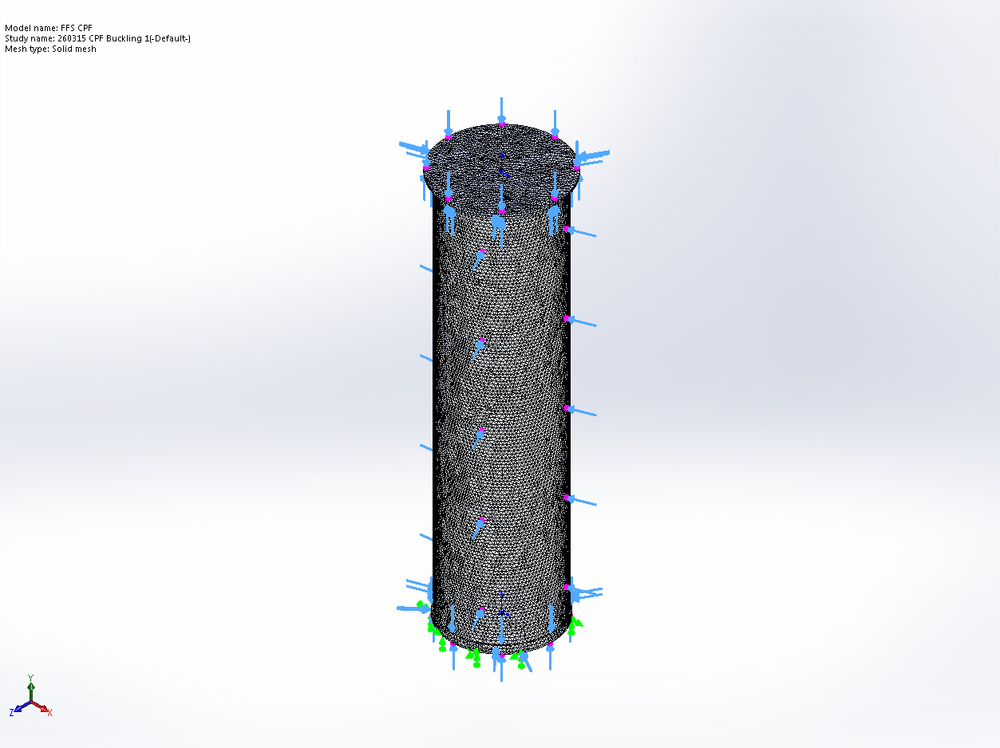 Model name: FFS CPF
Study name: 260315 CPF Buckling 1(-Default-)
Mesh type: Solid mesh
Y
Z
X